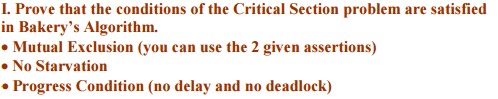 I. Prove that the conditions of the Critical Section problem are satisfied
in Bakery's Algorithm.
• Mutual Exclusion (you can use the 2 given assertions)
• No Starvation
• Progress Condition (no delay and no deadlock)